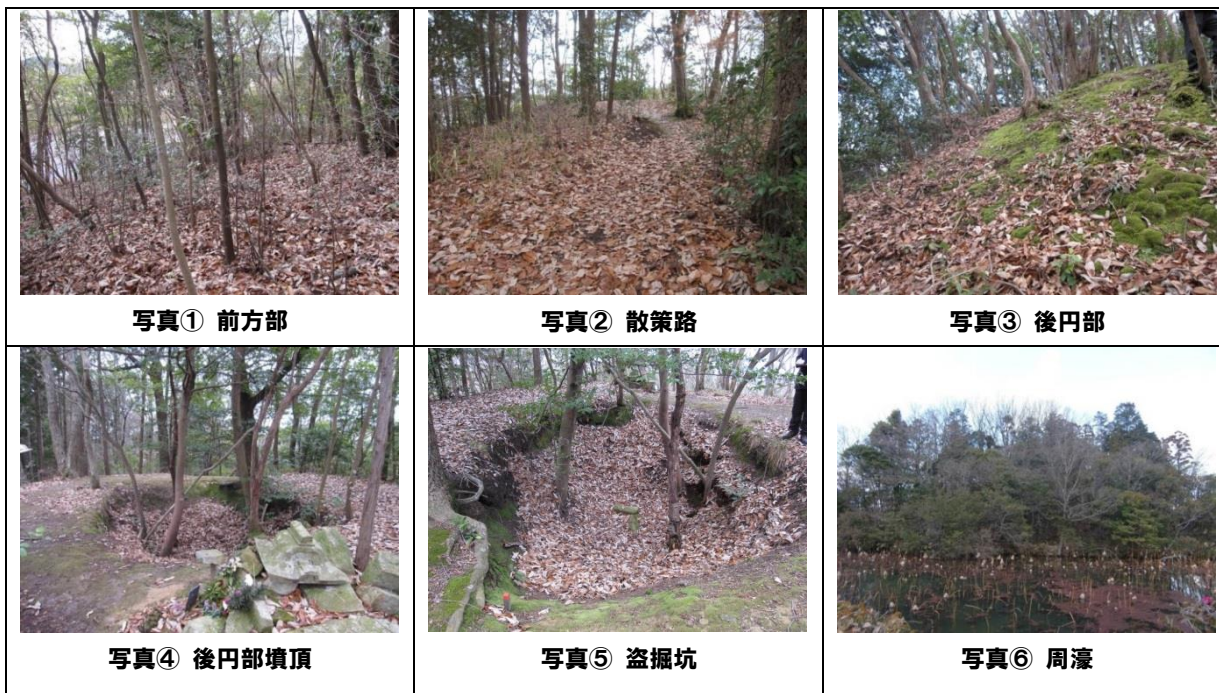 写真① 前方部
写真② 散策路
写真③ 後円部
写真④ 後円部墳頂
写真⑤ 盗掘坑
写真⑥ 周濠